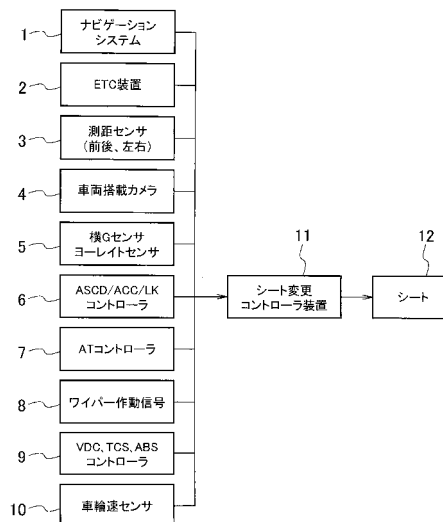 1
ナビゲーション
システム
2
ETC装置
3
測距センサ
(前後、左右)
4
車両搭載カメラ
5
横Gセンサ
ヨーレイトセンサ
6
ASCD/ACC/LK
コントローラ
7
ATコントローラ
8
ワイパー作動信号
9
VDC、TCS、ABS
コントローラ
10
車輪速センサ
11
シート変更
コントローラ装置
12
シート